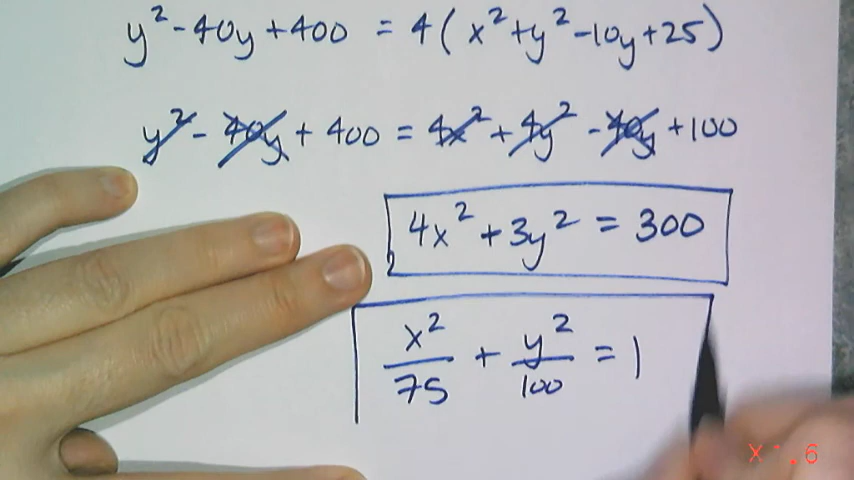 y² - 40y + 400 = 4(x² + y² - 10y + 25)
y² - 40y + 400 = 4x² + 4y² - 40y + 100
4x² + 3y² = 300
x²/75 + y²/100 = 1